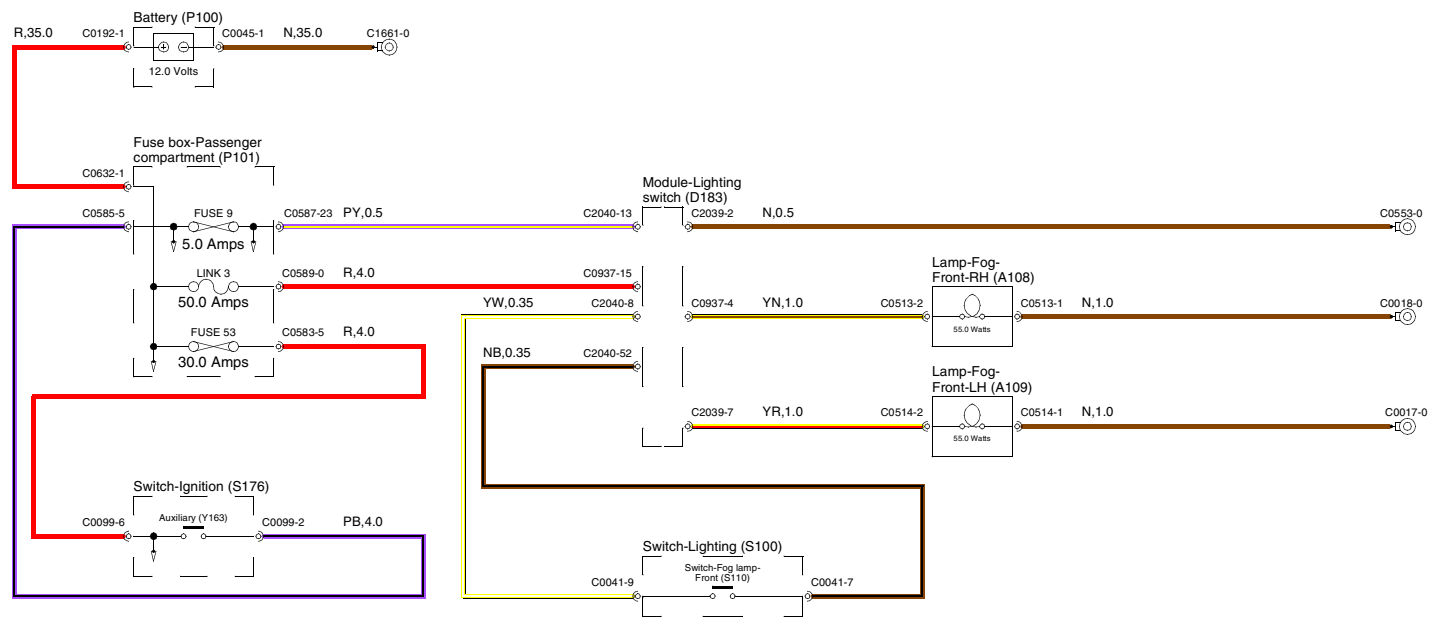 Battery (P100)
R,35.0
C0192-1
C0045-1
N,35.0
C1661-0
12.0 Volts
Fuse box-Passenger
compartment (P101)
C0632-1
Module-Lighting
switch (D183)
C0585-5
FUSE 9
C0587-23
PY,0.5
C2040-13
C2039-2
N,0.5
C0553-0
5.0 Amps
LINK 3
C0589-0
R,4.0
C0937-15
50.0 Amps
Lamp-Fog-
Front-RH (A108)
YW,0.35
C2040-8
C0937-4
YN,1.0
C0513-2
C0513-1
N,1.0
C0018-0
55.0 Watts
FUSE 53
C0583-5
R,4.0
30.0 Amps
NB,0.35
C2040-52
Lamp-Fog-
Front-LH (A109)
C2039-7
YR,1.0
C0514-2
C0514-1
N,1.0
C0017-0
55.0 Watts
Switch-Ignition (S176)
C0099-6
Auxiliary (Y163)
C0099-2
PB,4.0
Switch-Lighting (S100)
Switch-Fog lamp-
Front (S110)
C0041-9
C0041-7